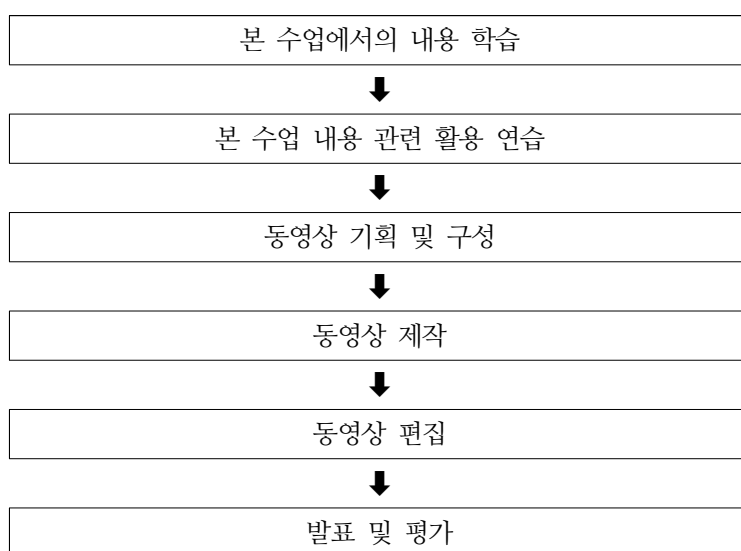 본 수업에서의 내용 학습
본 수업 내용 관련 활용 연습
동영상 기획 및 구성
동영상 제작
동영상 편집
발표 및 평가